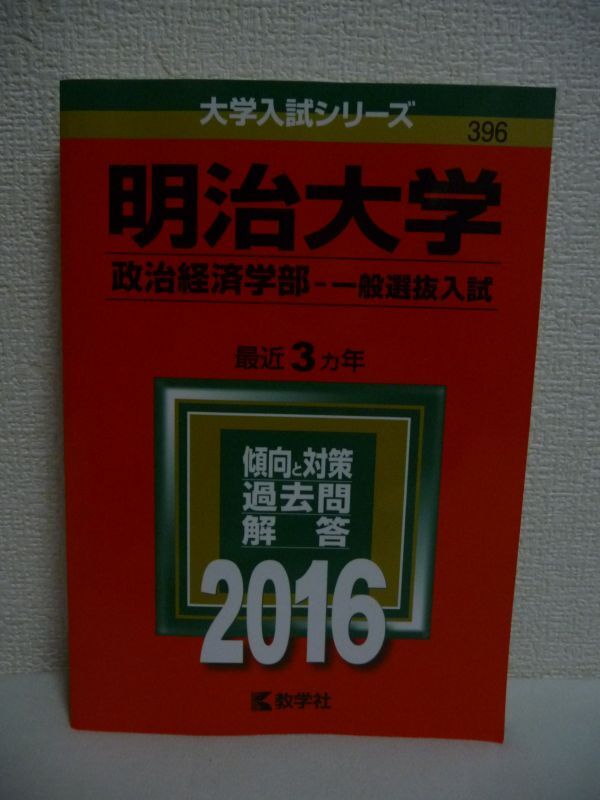 大学入試シリーズ
396
明治大学
政治経済学部-一般選抜入試
最近3カ年
傾向と対策
過去問
解答
2016
教学社